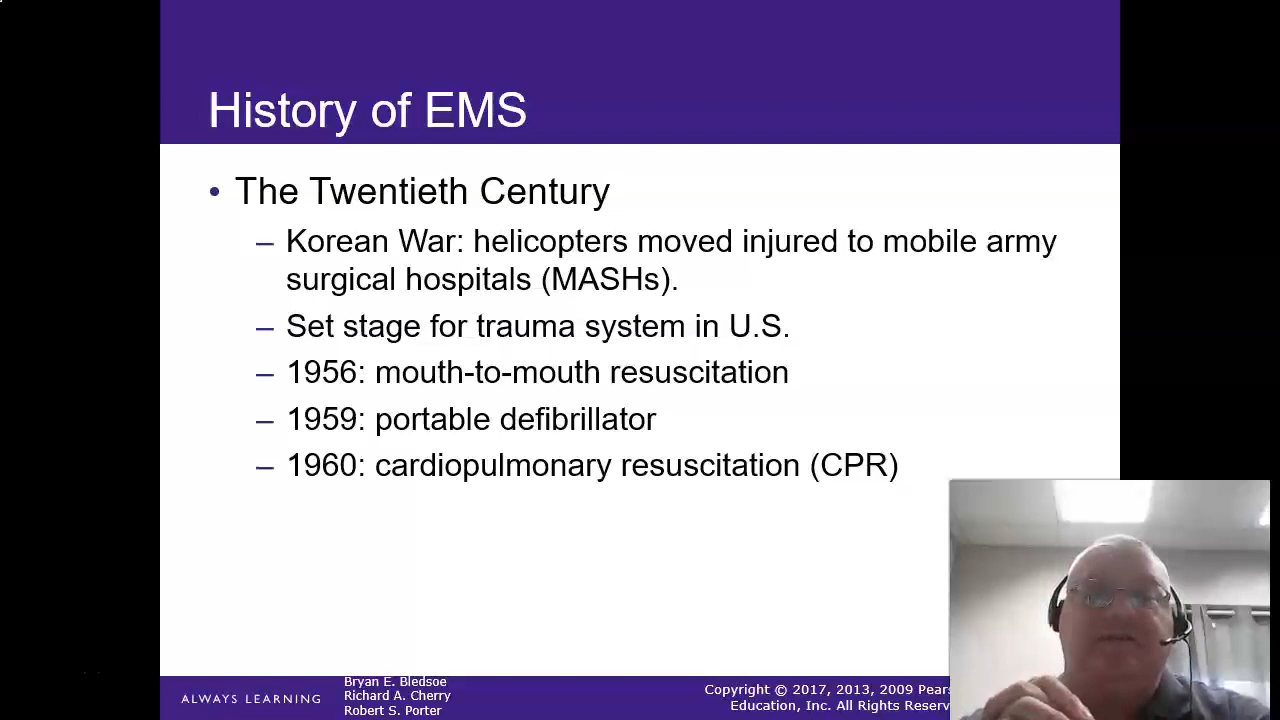 History of EMS
• The Twentieth Century
– Korean War: helicopters moved injured to mobile army
surgical hospitals (MASHs).
– Set stage for trauma system in U.S.
– 1956: mouth-to-mouth resuscitation
– 1959: portable defibrillator
– 1960: cardiopulmonary resuscitation (CPR)
ALWAYS LEARNING
Bryan E. Bledsoe
Richard A. Cherry
Robert S. Porter
Copyright © 2017, 2013, 2009
Education, Inc. All Rights